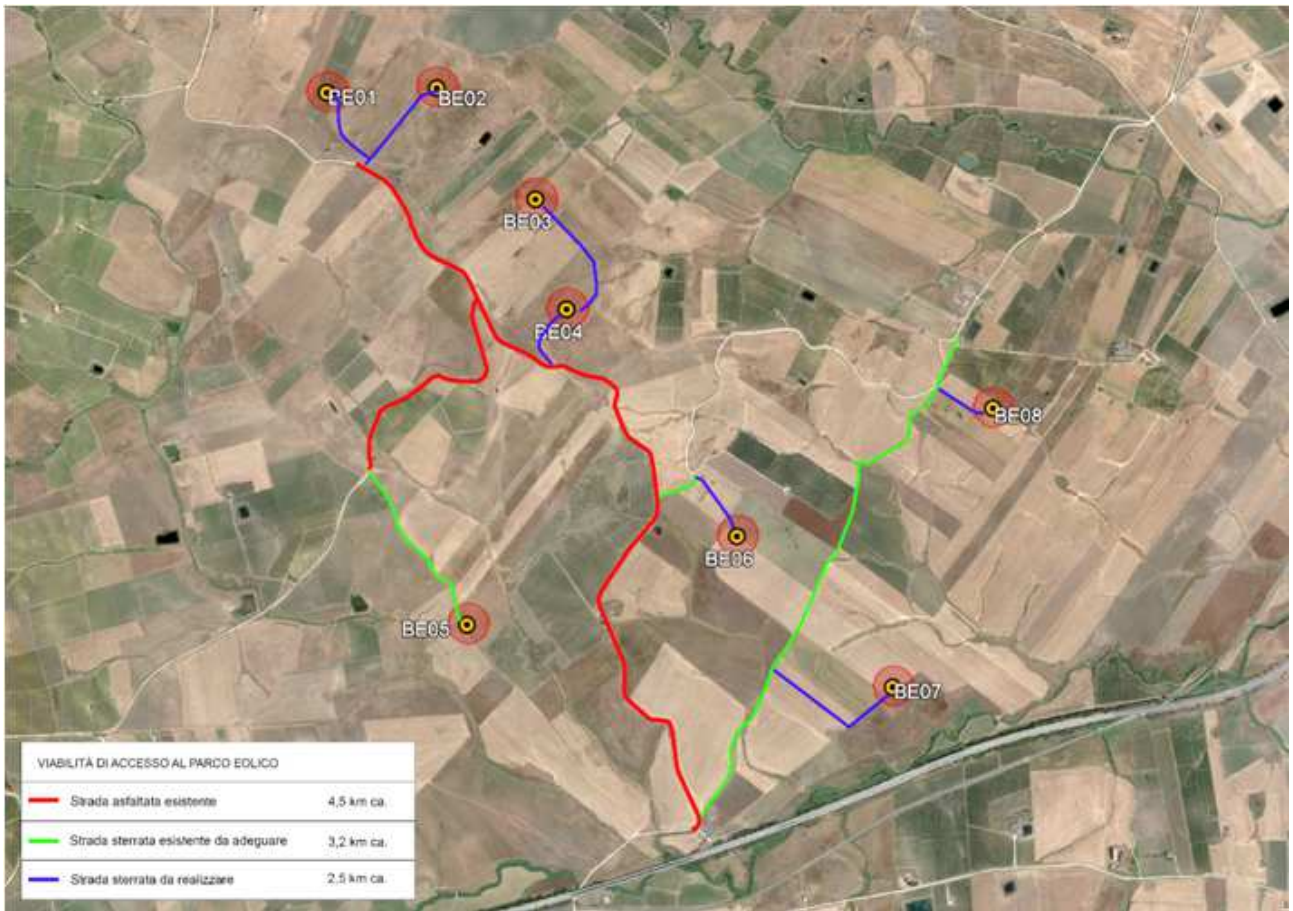 BE01
BE02
BE03
BE04
BE08
BE06
BE05
BE07
VIABILITÀ DI ACCESSO AL PARCO EOLICO
Strada asfaltata esistente 4,5 km ca.
Strada sterrata esistente da adeguare 3,2 km ca.
Strada sterrata da realizzare 2,5 km ca.